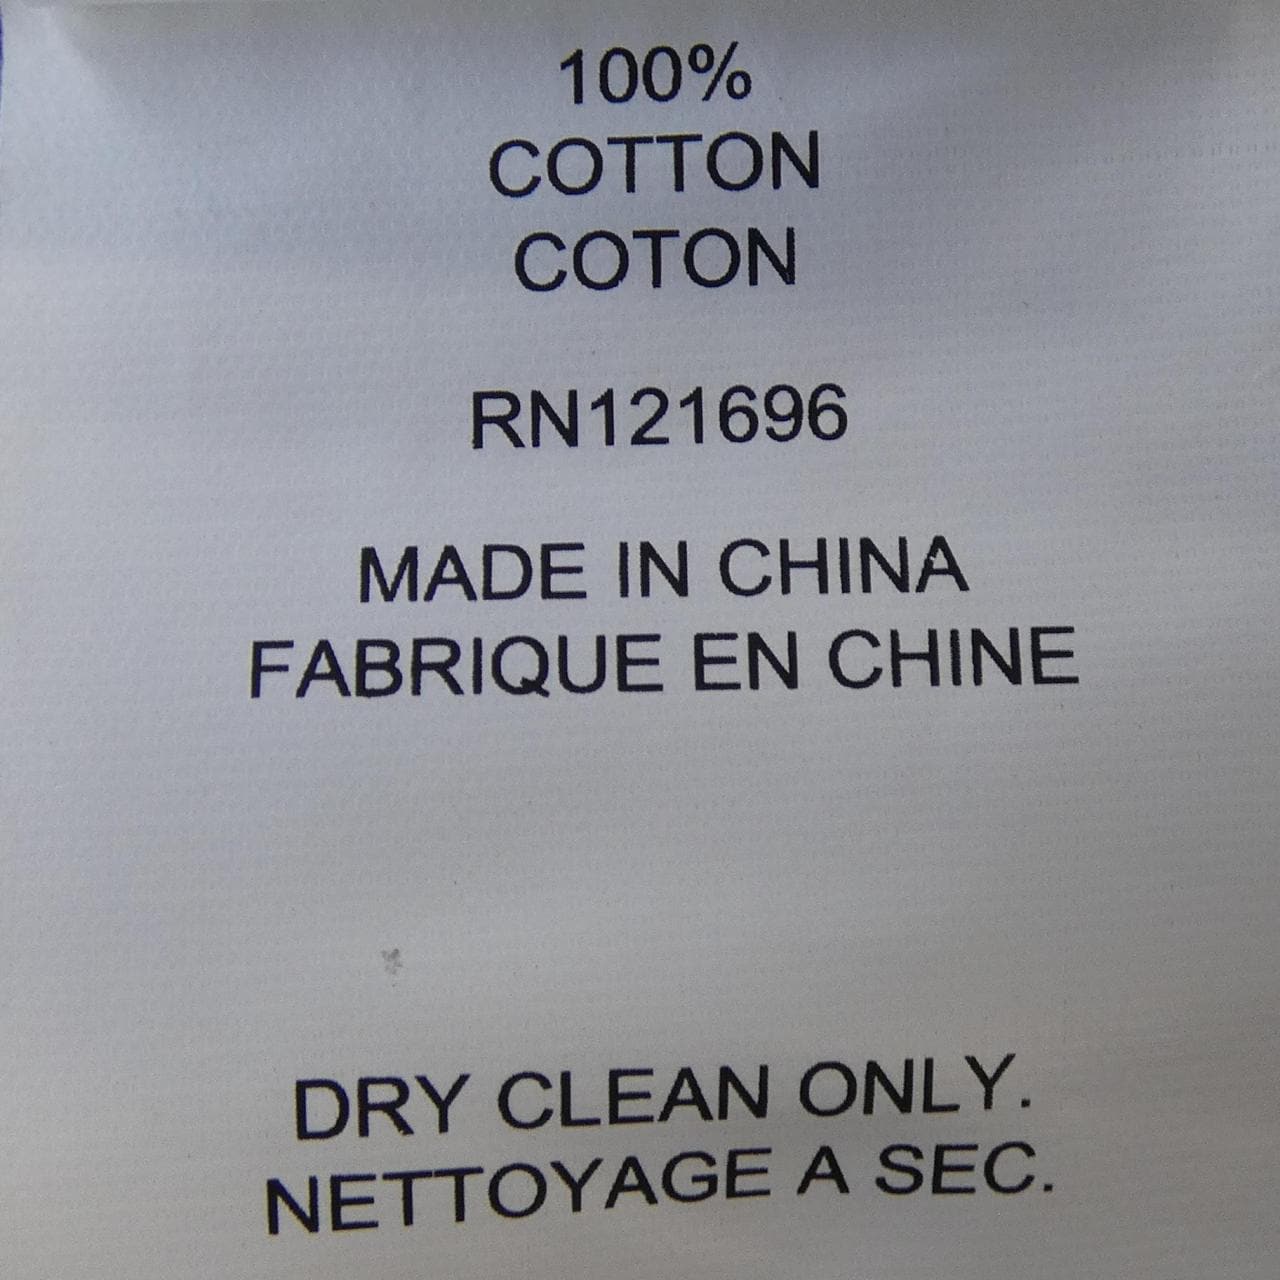 100%
COTTON
COTON
RN121696
MADE IN CHINA
FABRIQUE EN CHINE
DRY CLEAN ONLY.
NETTOYAGE A SEC.